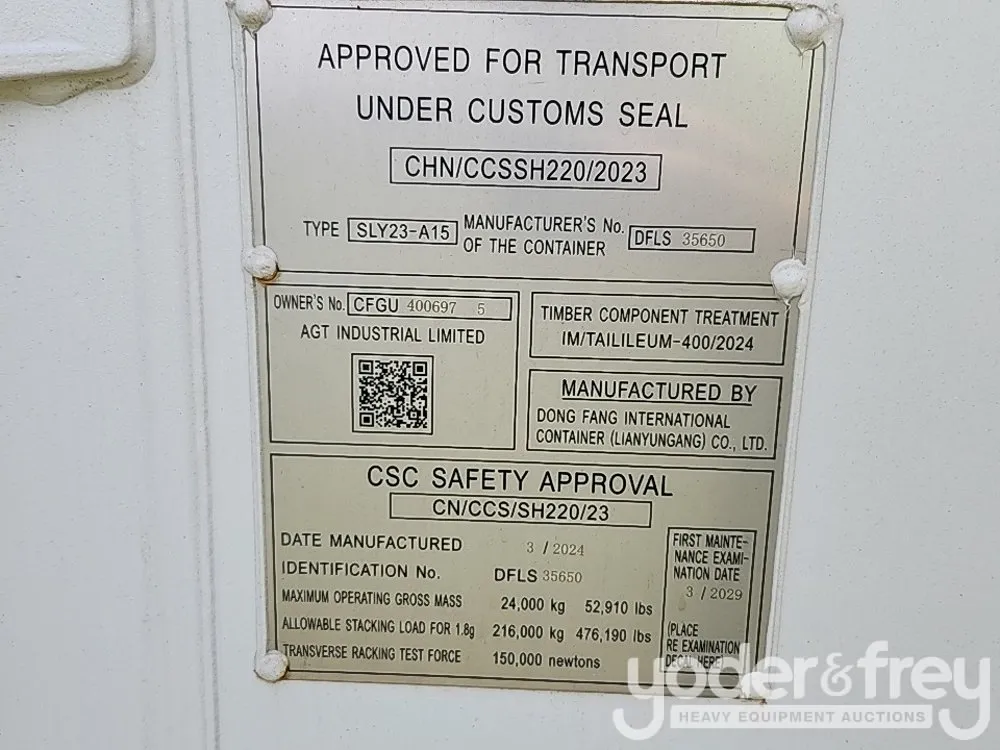 APPROVED FOR TRANSPORT
UNDER CUSTOMS SEAL
CHN/CCSSH220/2023
TYPE SLY23-A15 MANUFACTURER'S No. OF THE CONTAINER DFLS 35650
OWNER'S No. CFGU 400697 5
AGT INDUSTRIAL LIMITED
TIMBER COMPONENT TREATMENT
IM/TAILILEUM-400/2024
MANUFACTURED BY
DONG FANG INTERNATIONAL
CONTAINER (LIANYUNGANG) CO., LTD.
CSC SAFETY APPROVAL
CN/CCS/SH220/23
DATE MANUFACTURED 3 / 2024
IDENTIFICATION No. DFLS 35650
MAXIMUM OPERATING GROSS MASS 24,000 kg 52,910 lbs
ALLOWABLE STACKING LOAD FOR 1.8g 216,000 kg 476,190 lbs
TRANSVERSE RACKING TEST FORCE 150,000 newtons
FIRST MAINTE-
NANCE EXAMI-
NATION DATE
3 / 2029
(PLACE
RE EXAMINATION
DECAL HERE)
yoder&frey
HEAVY EQUIPMENT AUCTIONS